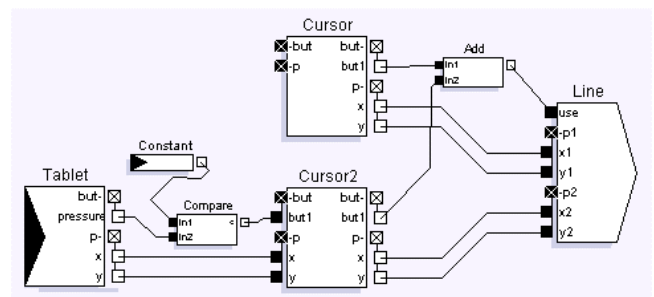 Cursor
-but but-
-p but1
p-
x
y
Add
In1
In2
Line
use
-p1
x1
y1
-p2
x2
y2
Constant
Tablet
but-
pressure
p-
x
y
Compare
In1 <
In2
Cursor2
-but but-
but1 but1
-p p-
x x
y y